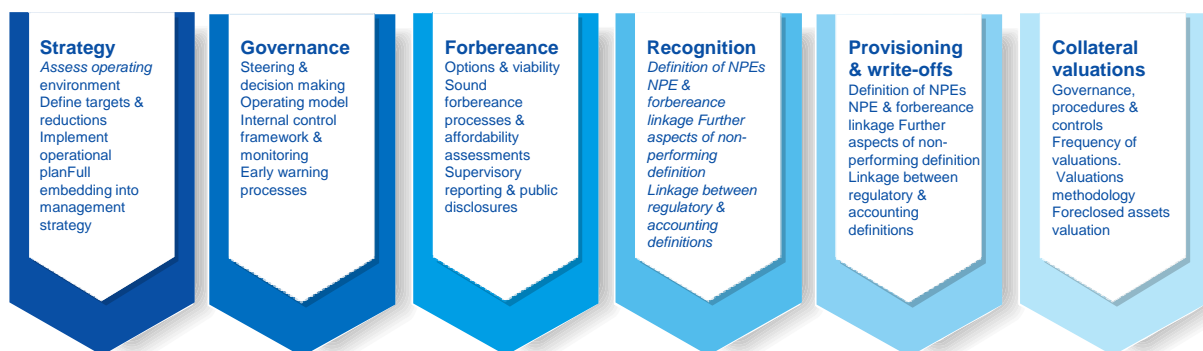 Strategy
Assess operating
environment
Define targets &
reductions
Implement
operational
planFull
embedding into
management
strategy
Governance
Steering &
decision making
Operating model
Internal control
framework &
monitoring
Early warning
processes
Forbereance
Options & viability
Sound
forbereance
processes &
affordability
assessments
Supervisory
reporting & public
disclosures
Recognition
Definition of NPEs
NPE &
forbereance
linkage Further
aspects of non-
performing
definition
Linkage between
regulatory &
accounting
definitions
Provisioning
& write-offs
Definition of NPEs
NPE & forbereance
linkage Further
aspects of non-
performing definition
Linkage between
regulatory &
accounting
definitions
Collateral
valuations
Governance,
procedures &
controls
Frequency of
valuations.
Valuations
methodology
Foreclosed assets
valuation